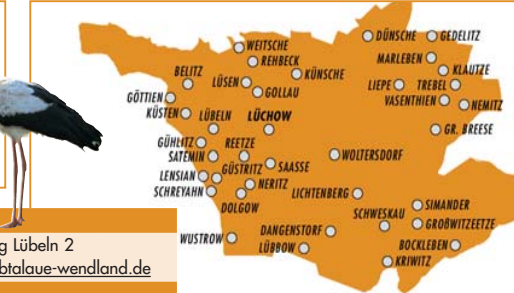 DÜNSCHE
GEDELITZ
WEITSCHE
REHBECK
MARLEBEN
KLAUTZE
BELITZ
LÜSEN
KÜNSCHE
LIEPE
TREBEL
GOLLAU
VASENTHIEN
NEMITZ
GÖTTIEN
KÜSTEN
LÜBELN
LÜCHOW
GR. BREESE
GÜHLITZ
REETZE
SATEMIN
WOLTERSDORF
GÜSTRITZ
SAASSE
LENSIAN
NERITZ
SCHREYAHN
LICHTENBERG
DOLGOW
SIMANDER
SCHWESKAU
GROßWITZEETZE
WUSTROW
DANGENSTORF
LÜBBOW
BOCKLEBEN
KRIWITZ
g Lübeln 2
btalaue-wendland.de